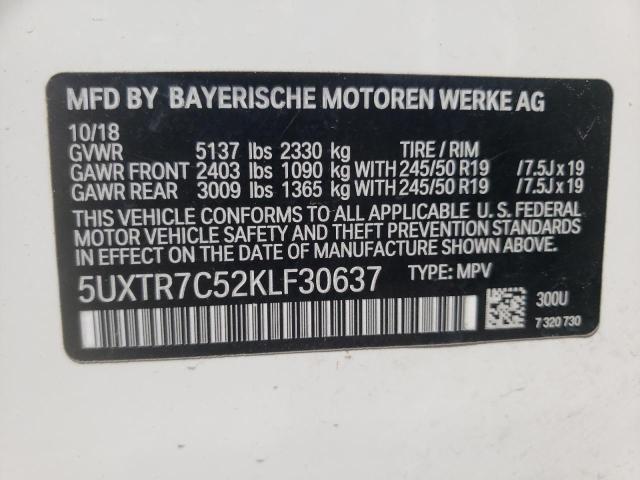 MFD BY BAYERISCHE MOTOREN WERKE AG
10/18
GVWR 5137 lbs 2330 kg TIRE / RIM
GAWR FRONT 2403 lbs 1090 kg WITH 245/50 R19 /7.5J x 19
GAWR REAR 3009 lbs 1365 kg WITH 245/50 R19 /7.5J x 19
THIS VEHICLE CONFORMS TO ALL APPLICABLE U. S. FEDERAL
MOTOR VEHICLE SAFETY AND THEFT PREVENTION STANDARDS
IN EFFECT ON THE DATE OF MANUFACTURE SHOWN ABOVE.
5UXTR7C52KLF30637 TYPE: MPV
300U
7 320 730